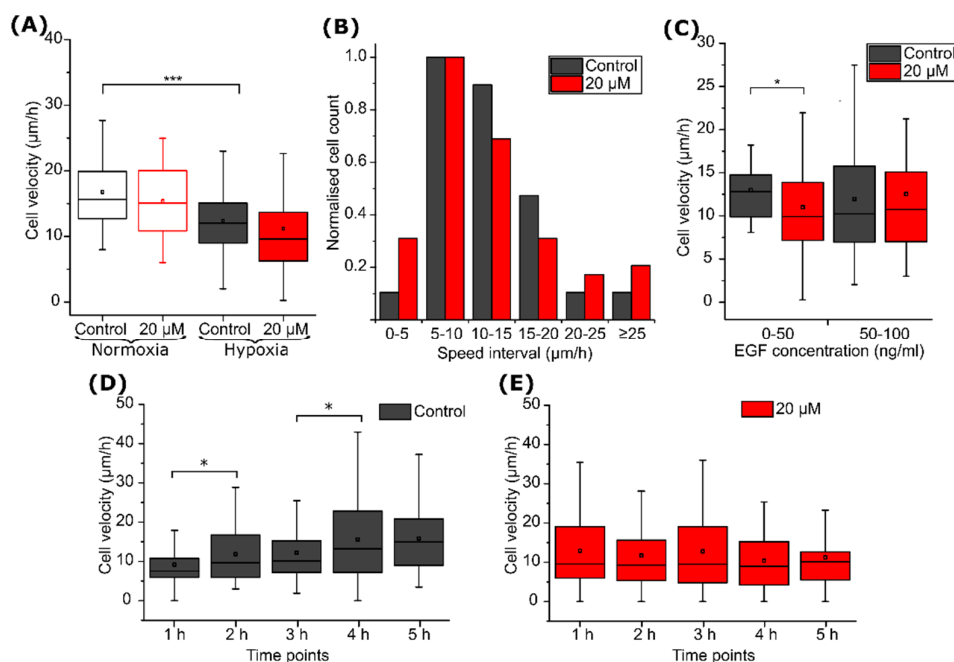 (A)
40
30
20
10
0
Cell velocity (µm/h)
***
Control
20 µM
Control
20 µM
Normoxia
Hypoxia
(B)
1.0
0.8
0.6
0.4
0.2
Normalised cell count
Control
20 µM
0-5
5-10
10-15
15-20
20-25
≥25
Speed interval (µm/h)
(C)
30
25
20
15
10
5
0
Cell velocity (µm/h)
Control
20 µM
*
0-50
50-100
EGF concentration (ng/ml)
(D)
50
40
30
20
10
0
Cell velocity (µm/h)
Control
*
*
1 h
2 h
3 h
4 h
5 h
Time points
(E)
50
40
30
20
10
0
Cell velocity (µm/h)
20 µM
1 h
2 h
3 h
4 h
5 h
Time points